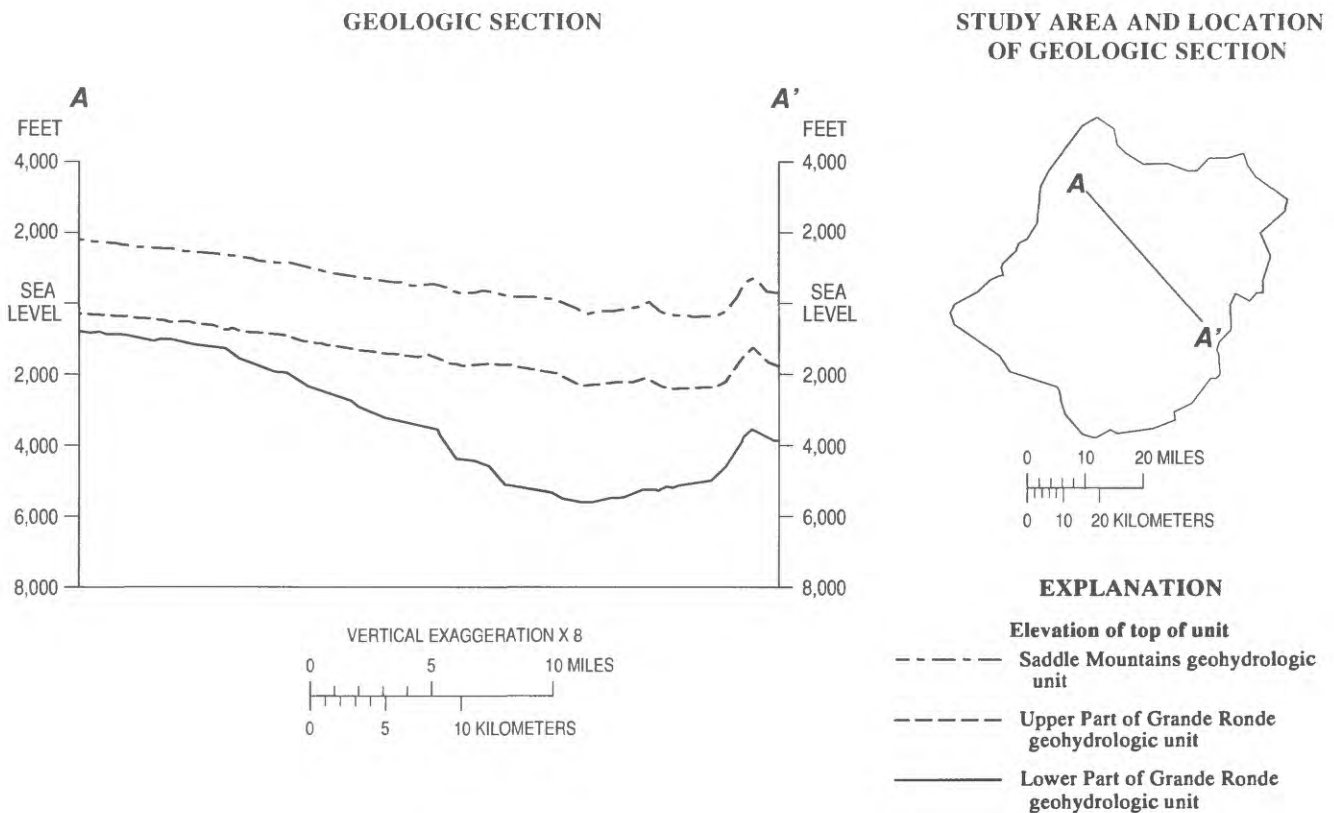 GEOLOGIC SECTION
A
A'
FEET
4,000
2,000
SEA
LEVEL
2,000
4,000
6,000
8,000
FEET
4,000
2,000
SEA
LEVEL
2,000
4,000
6,000
8,000
VERTICAL EXAGGERATION X 8
0 5 10 MILES
0 5 10 KILOMETERS
STUDY AREA AND LOCATION
OF GEOLOGIC SECTION
A
A'
0 10 20 MILES
0 10 20 KILOMETERS
EXPLANATION
Elevation of top of unit
Saddle Mountains geohydrologic
unit
Upper Part of Grande Ronde
geohydrologic unit
Lower Part of Grande Ronde
geohydrologic unit